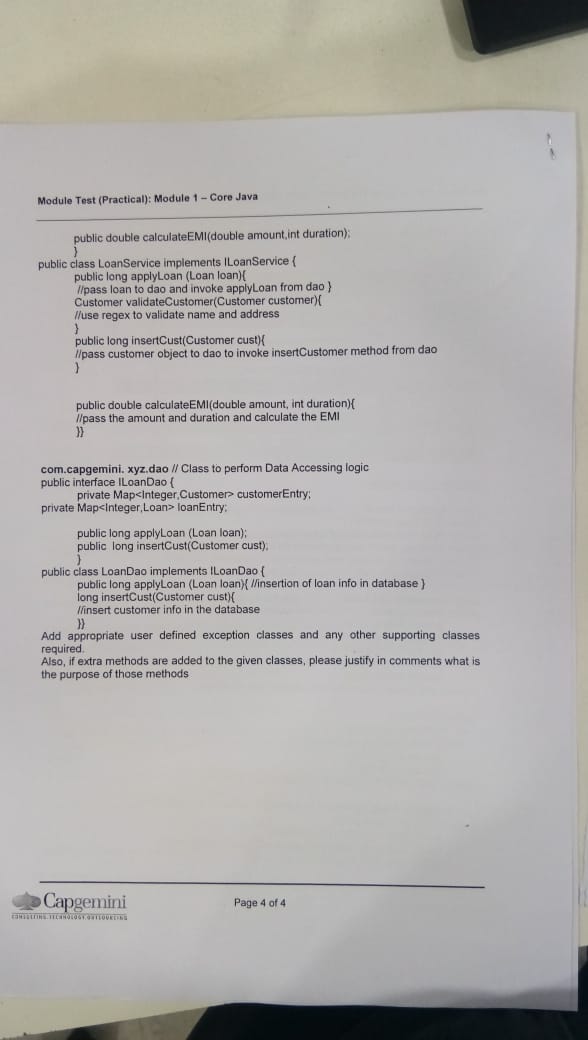 Module Test (Practical): Module 1 – Core Java
public double calculateEMI(double amount,int duration);
}
public class LoanService implements ILoanService {
public long applyLoan (Loan loan){
//pass loan to dao and invoke applyLoan from dao }
Customer validateCustomer(Customer customer){
//use regex to validate name and address
}
public long insertCust(Customer cust){
//pass customer object to dao to invoke insertCustomer method from dao
}
public double calculateEMI(double amount, int duration){
//pass the amount and duration and calculate the EMI
}}
com.capgemini. xyz.dao // Class to perform Data Accessing logic
public interface ILoanDao {
private Map<Integer,Customer> customerEntry;
private Map<Integer,Loan> loanEntry;
public long applyLoan (Loan loan);
public long insertCust(Customer cust);
}
public class LoanDao implements ILoanDao {
public long applyLoan (Loan loan){ //insertion of loan info in database }
long insertCust(Customer cust){
//insert customer info in the database
}}
Add appropriate user defined exception classes and any other supporting classes
required.
Also, if extra methods are added to the given classes, please justify in comments what is
the purpose of those methods
Capgemini
CONSULTING.TECHNOLOGY.OUTSOURCING
Page 4 of 4